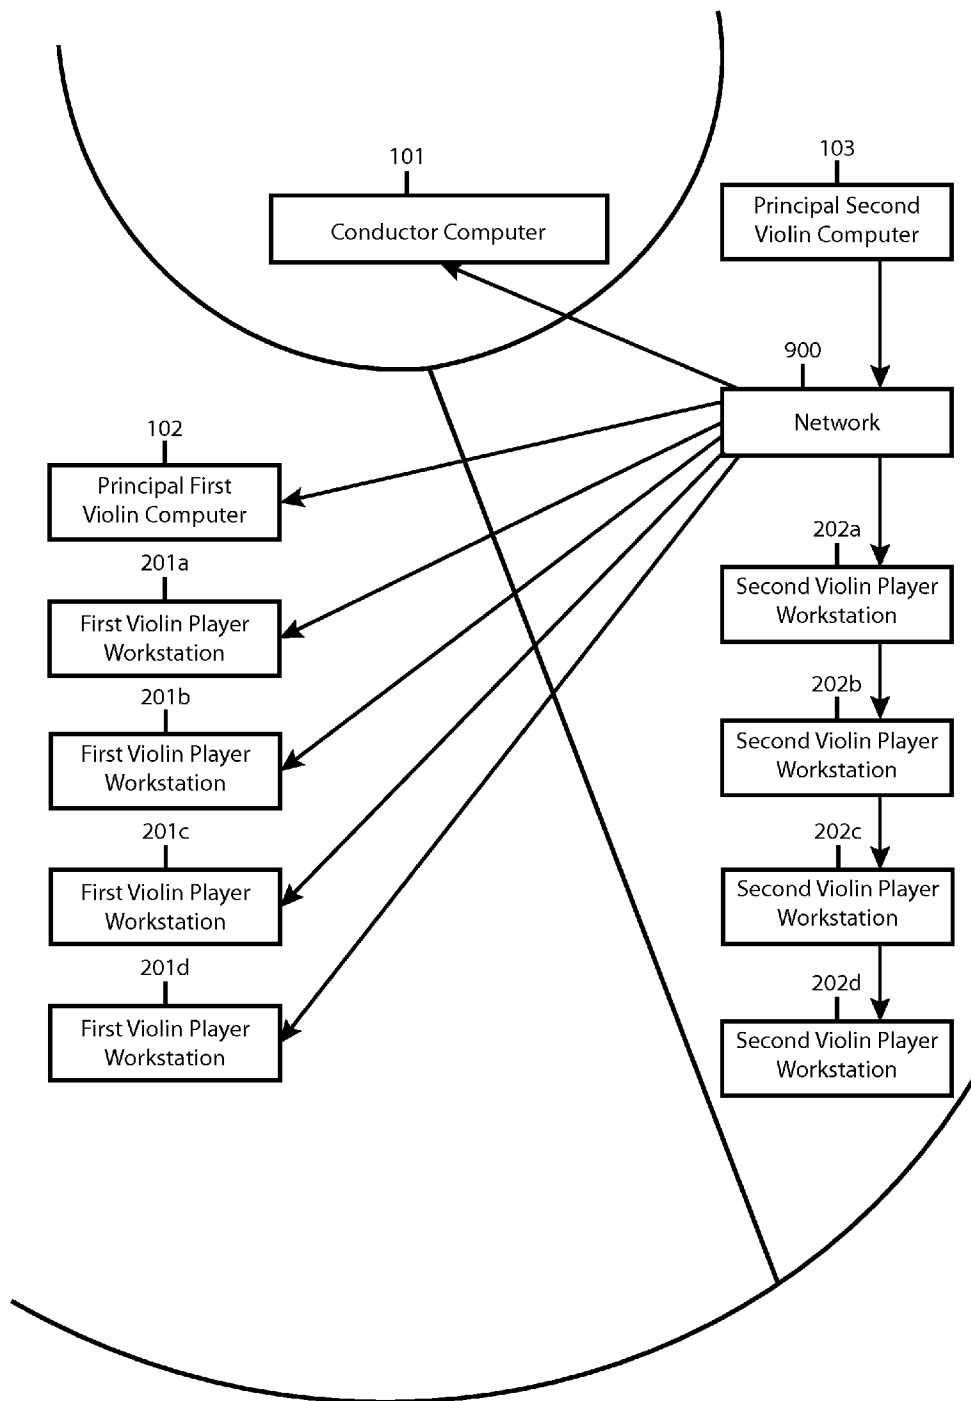 101
Conductor Computer
103
Principal Second
Violin Computer
900
Network
102
Principal First
Violin Computer
201a
First Violin Player
Workstation
201b
First Violin Player
Workstation
201c
First Violin Player
Workstation
201d
First Violin Player
Workstation
202a
Second Violin Player
Workstation
202b
Second Violin Player
Workstation
202c
Second Violin Player
Workstation
202d
Second Violin Player
Workstation